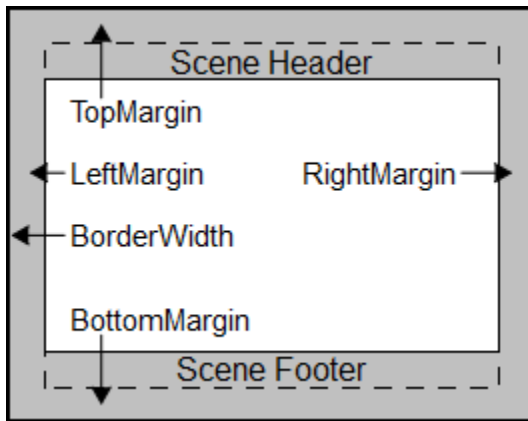 Scene Header
TopMargin
LeftMargin RightMargin
BorderWidth
BottomMargin
Scene Footer